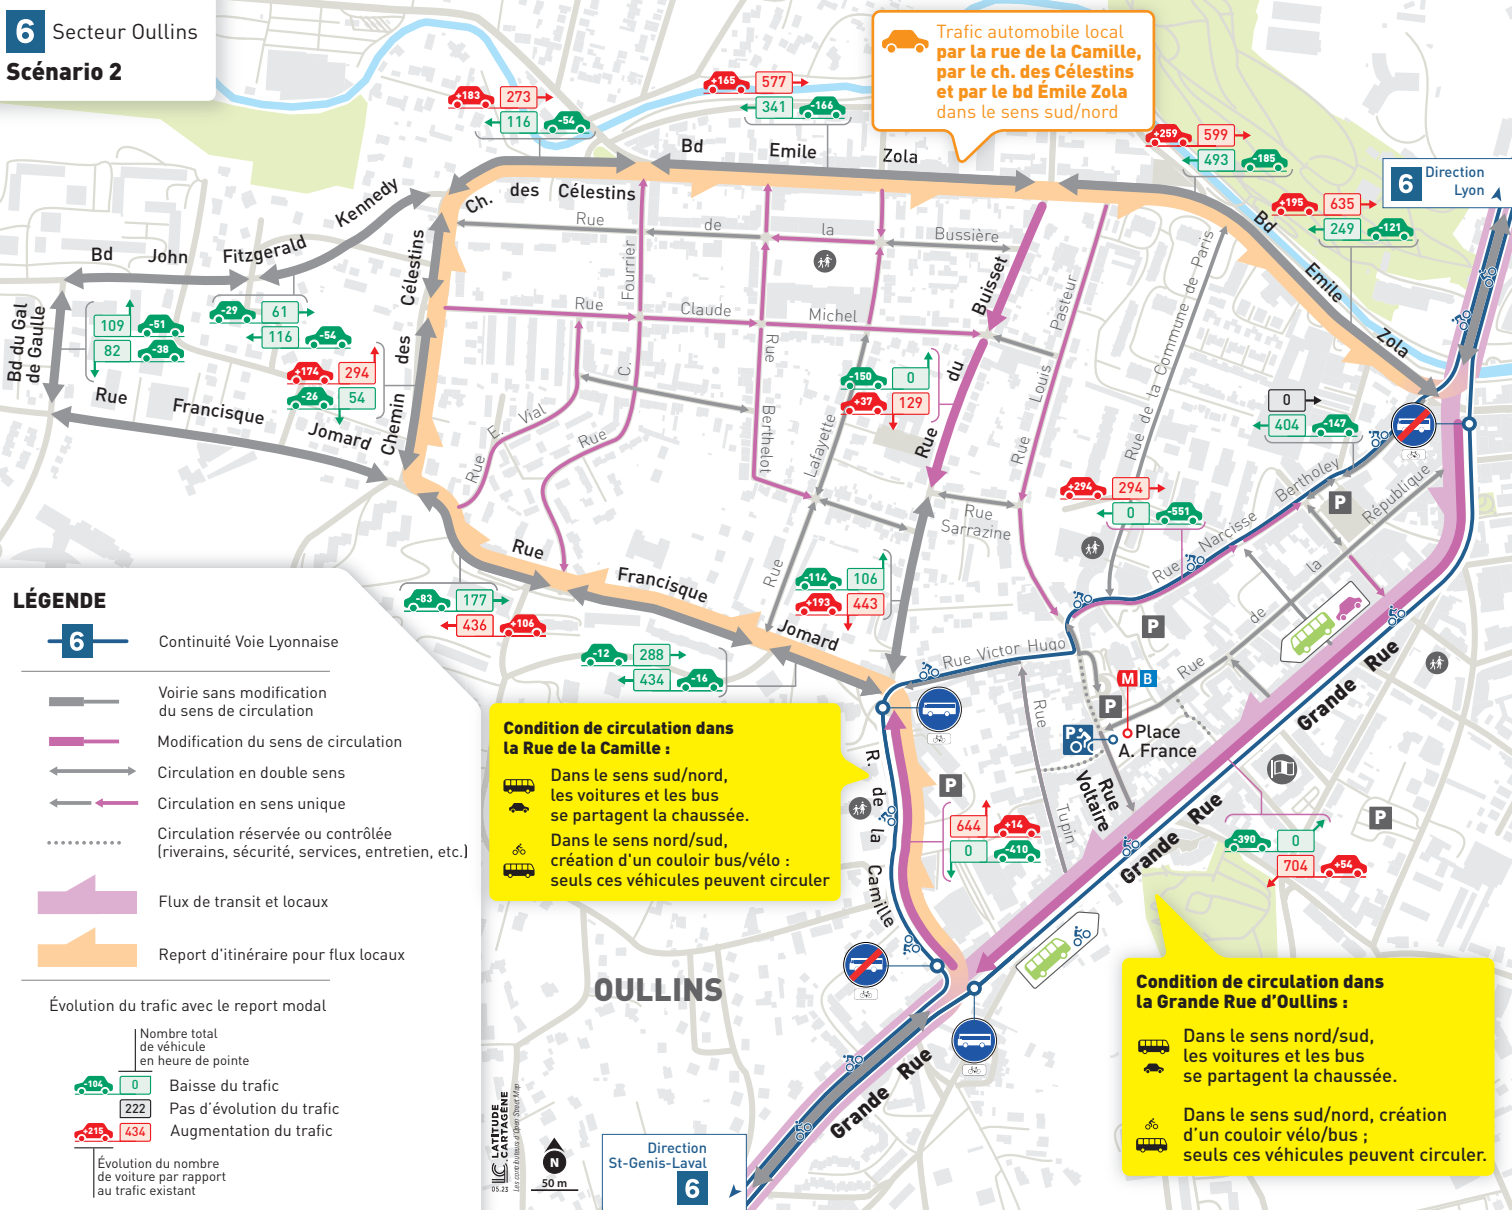 6 Secteur Oullins
Scénario 2
Trafic automobile local
par la rue de la Camille,
par le ch. des Célestins
et par le bd Émile Zola
dans le sens sud/nord
6 Direction
Lyon
+183 273
116 -54
+165 577
341 -166
+259 599
493 -185
+195 635
249 -121
Bd Emile Zola
Ch. des Célestins
Bd John Fitzgerald Kennedy
Bd du Gal
de Gaulle
109 -51
82 -38
-29 61
116 -54
+174 294
-26 54
Rue Francisque Jomard
Chemin des Célestins
Rue de la Bussière
Rue C. Fourrier
Rue Claude Michel
Rue Berthelot
Rue E. Vial
Rue Lafayette
Rue du Buisset
Rue Louis Pasteur
Rue de la Commune de Paris
Bd Emile Zola
-150 0
+37 129
0
404 -147
+294 294
0 -551
Rue Sarrazine
Rue Narcisse Bertholey
P
Rue de la République
-83 177
436 +106
Rue Francisque Jomard
-12 288
434 -16
-114 106
+193 443
Rue Victor Hugo
P
M B
P
P
Place
A. France
Rue Tupin
Rue
Voltaire
Grande Rue
Grande Rue
P
P
R. de la Camille
644 +14
0 -410
-390 0
704 +54
Condition de circulation dans
la Rue de la Camille :
Dans le sens sud/nord,
les voitures et les bus
se partagent la chaussée.
Dans le sens nord/sud,
création d'un couloir bus/vélo :
seuls ces véhicules peuvent circuler
OULLINS
Grande Rue
Condition de circulation dans
la Grande Rue d'Oullins :
Dans le sens nord/sud,
les voitures et les bus
se partagent la chaussée.
Dans le sens sud/nord, création
d'un couloir vélo/bus ;
seuls ces véhicules peuvent circuler.
Direction
St-Genis-Laval
6
LÉGENDE
6 Continuité Voie Lyonnaise
Voirie sans modification
du sens de circulation
Modification du sens de circulation
Circulation en double sens
Circulation en sens unique
Circulation réservée ou contrôlée
(riverains, sécurité, services, entretien, etc.)
Flux de transit et locaux
Report d'itinéraire pour flux locaux
Évolution du trafic avec le report modal
Nombre total
de véhicule
en heure de pointe
-104 0 Baisse du trafic
222 Pas d'évolution du trafic
+215 434 Augmentation du trafic
Évolution du nombre
de voiture par rapport
au trafic existant
LATITUDE
CARTAGÈNE
05.23
Les contributeurs d'Open Street Map
N
50 m